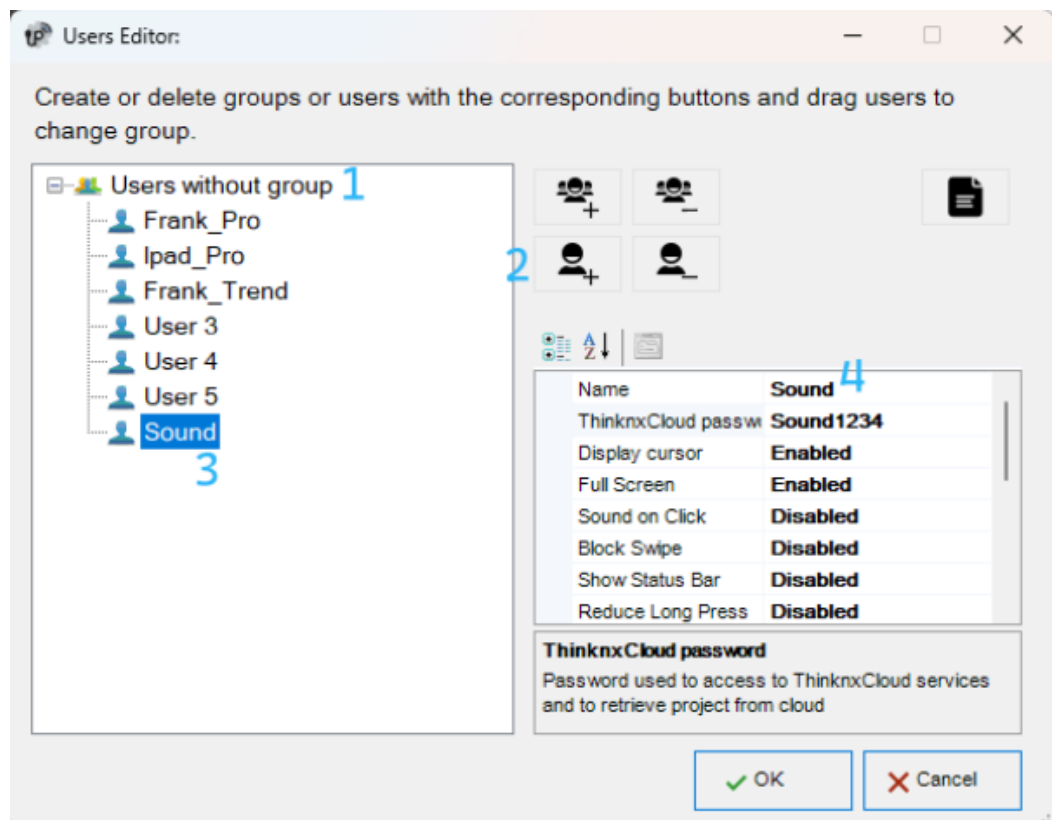 Users Editor:
Create or delete groups or users with the corresponding buttons and drag users to
change group.
Users without group 1
Frank_Pro
Ipad_Pro
Frank_Trend
User 3
User 4
User 5
Sound
3
2
A
Z
4
Name Sound
ThinknxCloud passw Sound1234
Display cursor Enabled
Full Screen Enabled
Sound on Click Disabled
Block Swipe Disabled
Show Status Bar Disabled
Reduce Long Press Disabled
ThinknxCloud password
Password used to access to ThinknxCloud services
and to retrieve project from cloud
OK Cancel